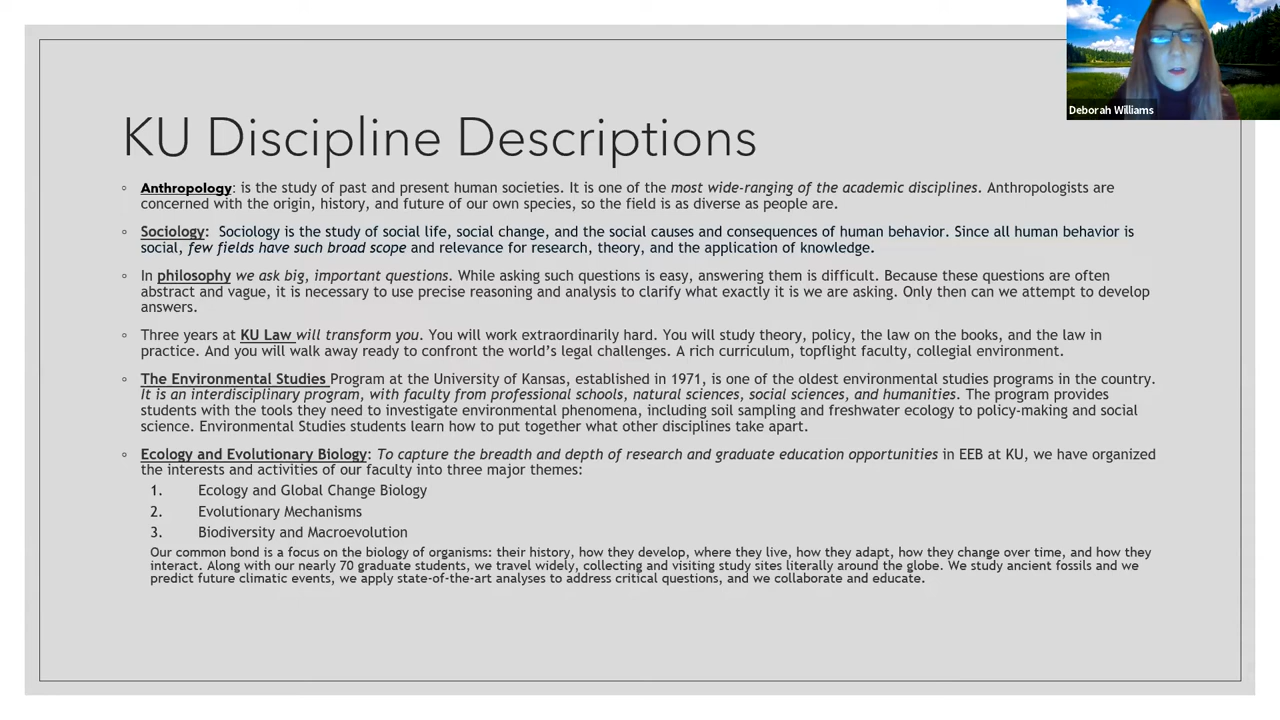 Deborah Williams
KU Discipline Descriptions
◦ Anthropology: is the study of past and present human societies. It is one of the most wide-ranging of the academic disciplines. Anthropologists are
concerned with the origin, history, and future of our own species, so the field is as diverse as people are.
◦ Sociology: Sociology is the study of social life, social change, and the social causes and consequences of human behavior. Since all human behavior is
social, few fields have such broad scope and relevance for research, theory, and the application of knowledge.
◦ In philosophy we ask big, important questions. While asking such questions is easy, answering them is difficult. Because these questions are often
abstract and vague, it is necessary to use precise reasoning and analysis to clarify what exactly it is we are asking. Only then can we attempt to develop
answers.
◦ Three years at KU Law will transform you. You will work extraordinarily hard. You will study theory, policy, the law on the books, and the law in
practice. And you will walk away ready to confront the world's legal challenges. A rich curriculum, topflight faculty, collegial environment.
◦ The Environmental Studies Program at the University of Kansas, established in 1971, is one of the oldest environmental studies programs in the country.
It is an interdisciplinary program, with faculty from professional schools, natural sciences, social sciences, and humanities. The program provides
students with the tools they need to investigate environmental phenomena, including soil sampling and freshwater ecology to policy-making and social
science. Environmental Studies students learn how to put together what other disciplines take apart.
◦ Ecology and Evolutionary Biology: To capture the breadth and depth of research and graduate education opportunities in EEB at KU, we have organized
the interests and activities of our faculty into three major themes:
1. Ecology and Global Change Biology
2. Evolutionary Mechanisms
3. Biodiversity and Macroevolution
Our common bond is a focus on the biology of organisms: their history, how they develop, where they live, how they adapt, how they change over time, and how they
interact. Along with our nearly 70 graduate students, we travel widely, collecting and visiting study sites literally around the globe. We study ancient fossils and we
predict future climatic events, we apply state-of-the-art analyses to address critical questions, and we collaborate and educate.